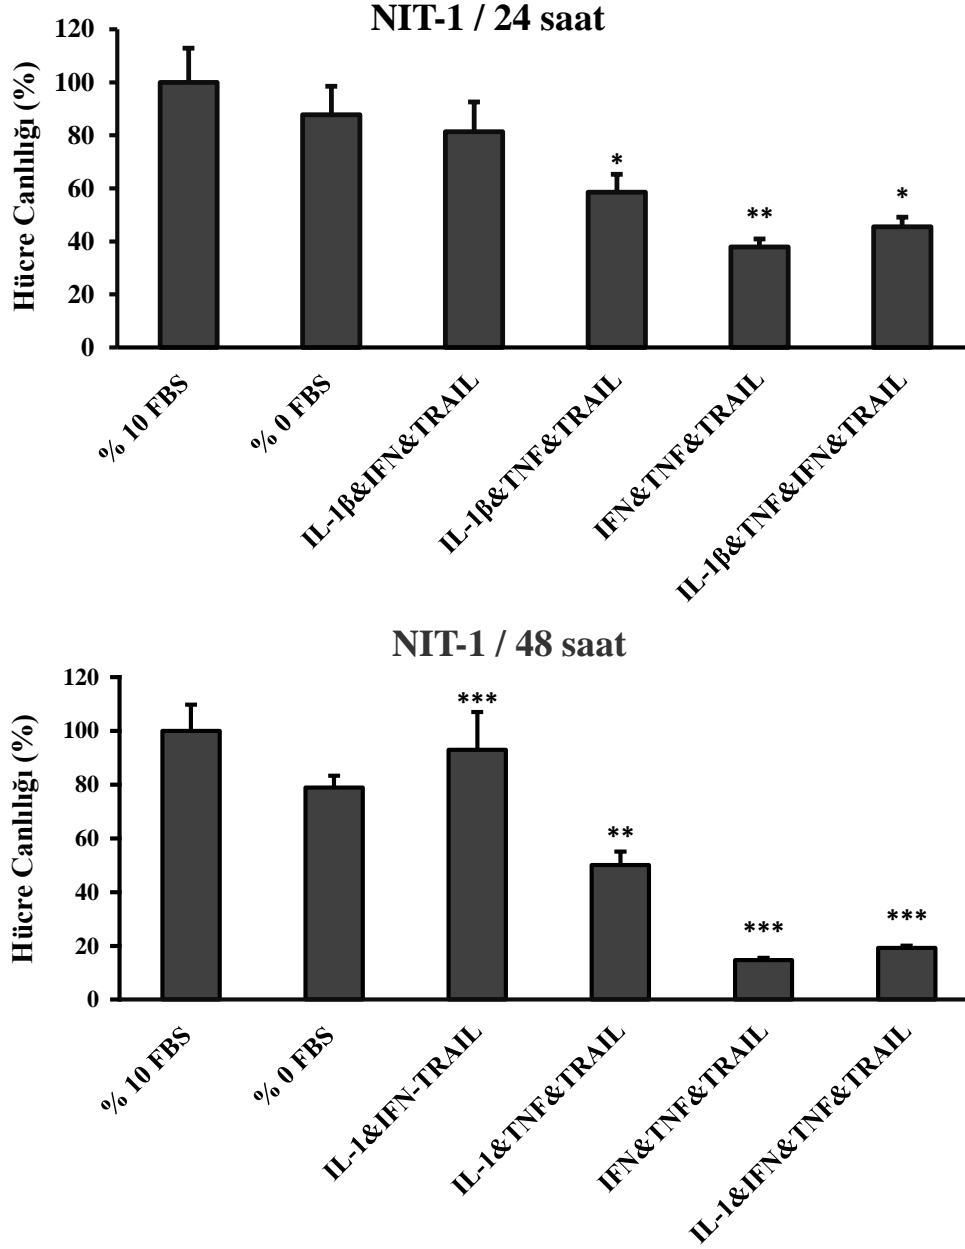 NIT-1 / 24 saat
Hücre Canlılığı (%)
120
100
80
60
40
20
0
*
**
*
% 10 FBS
% 0 FBS
IL-1β&IFN&TRAIL
IL-1β&TNF&TRAIL
IFN&TNF&TRAIL
IL-1β&TNF&IFN&TRAIL
NIT-1 / 48 saat
Hücre Canlılığı (%)
120
100
80
60
40
20
0
***
**
***
***
% 10 FBS
% 0 FBS
IL-1&IFN-TRAIL
IL-1&TNF&TRAIL
IFN&TNF&TRAIL
IL-1&IFN&TNF&TRAIL